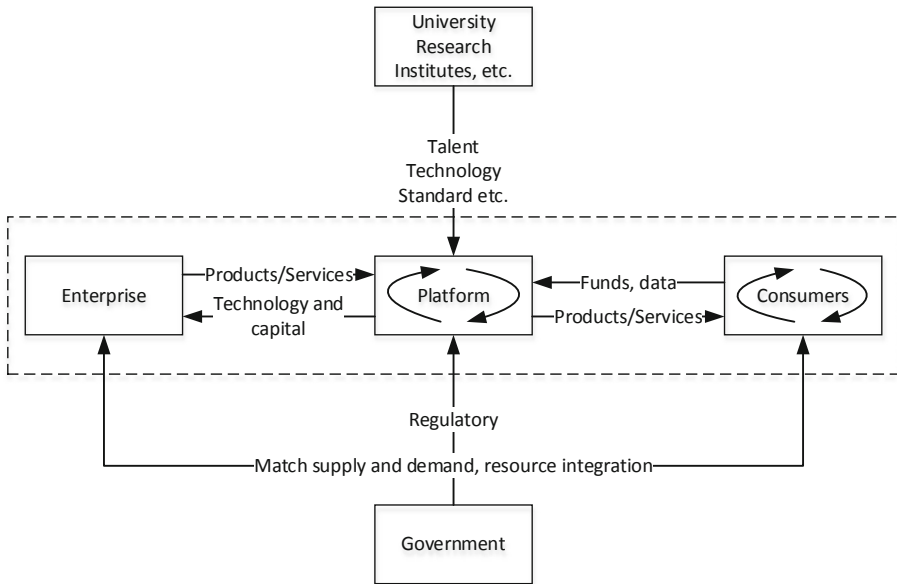 University
Research
Institutes, etc.
Talent
Technology
Standard etc.
Enterprise
Products/Services
Technology and
capital
Platform
Funds, data
Products/Services
Consumers
Regulatory
Match supply and demand, resource integration
Government